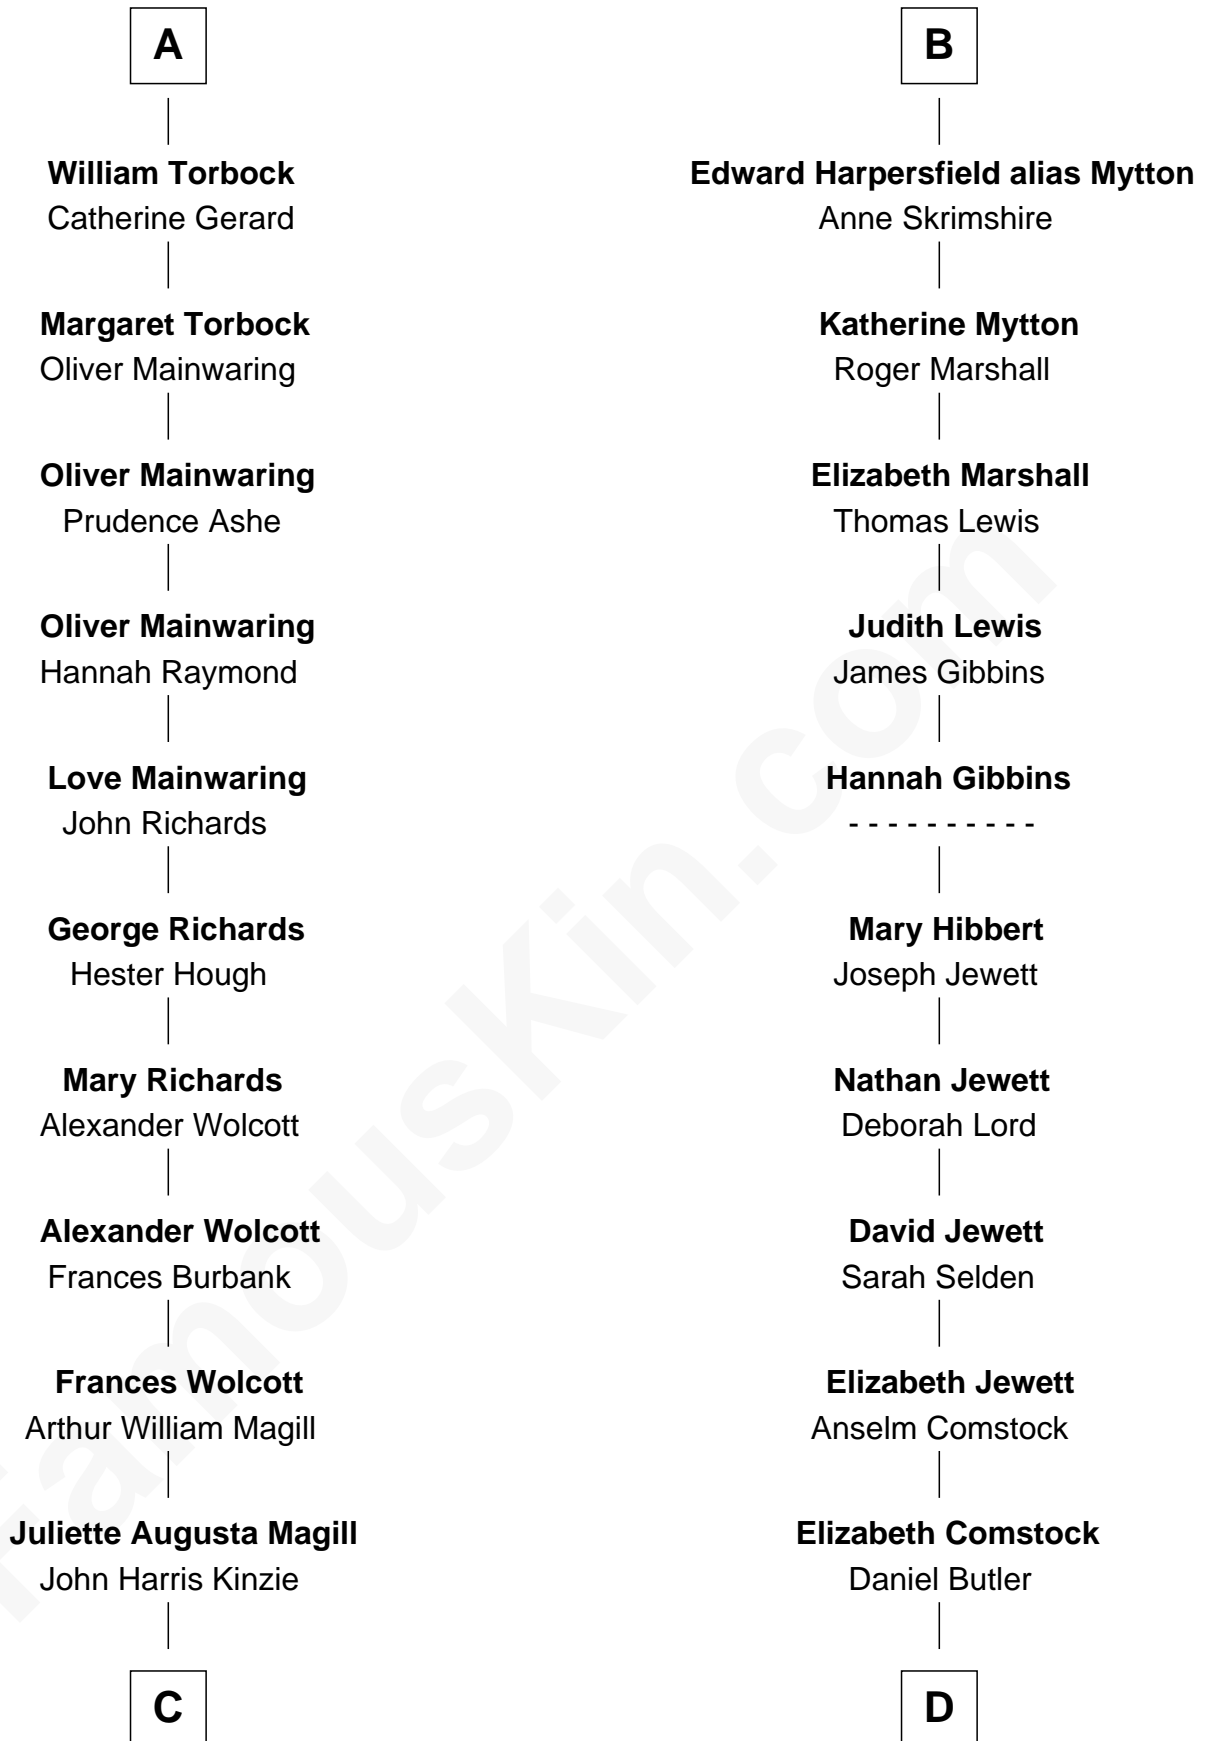 A
William Torbock
Catherine Gerard
Margaret Torbock
Oliver Mainwaring
Oliver Mainwaring
Prudence Ashe
Oliver Mainwaring
Hannah Raymond
Love Mainwaring
John Richards
George Richards
Hester Hough
Mary Richards
Alexander Wolcott
Alexander Wolcott
Frances Burbank
Frances Wolcott
Arthur William Magill
Juliette Augusta Magill
John Harris Kinzie
C
B
Edward Harpersfield alias Mytton
Anne Skrimshire
Katherine Mytton
Roger Marshall
Elizabeth Marshall
Thomas Lewis
Judith Lewis
James Gibbins
Hannah Gibbins
- - - - - - - - - -
Mary Hibbert
Joseph Jewett
Nathan Jewett
Deborah Lord
David Jewett
Sarah Selden
Elizabeth Jewett
Anselm Comstock
Elizabeth Comstock
Daniel Butler
D
FamousKin.com